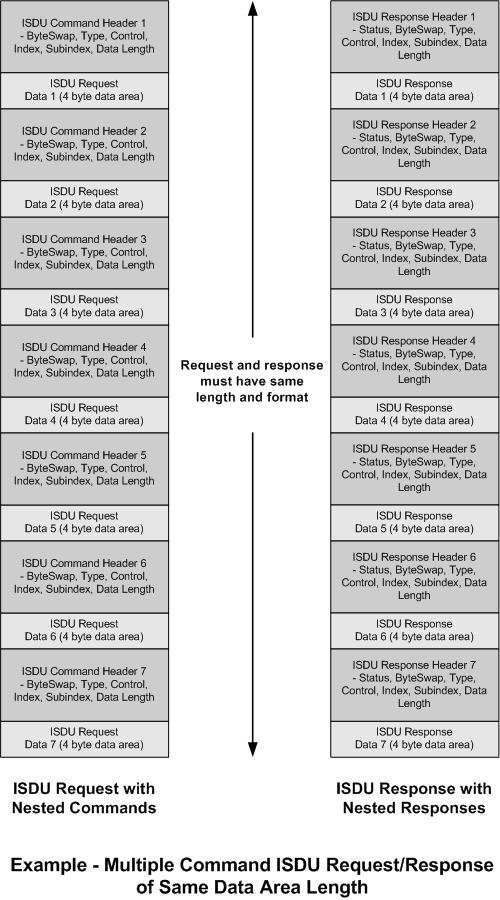 ISDU Command Header 1
- ByteSwap, Type, Control,
Index, Subindex, Data Length
ISDU Request
Data 1 (4 byte data area)
ISDU Command Header 2
- ByteSwap, Type, Control,
Index, Subindex, Data Length
ISDU Request
Data 2 (4 byte data area)
ISDU Command Header 3
- ByteSwap, Type, Control,
Index, Subindex, Data Length
ISDU Request
Data 3 (4 byte data area)
ISDU Command Header 4
- ByteSwap, Type, Control,
Index, Subindex, Data Length
ISDU Request
Data 4 (4 byte data area)
ISDU Command Header 5
- ByteSwap, Type, Control,
Index, Subindex, Data Length
ISDU Request
Data 5 (4 byte data area)
ISDU Command Header 6
- ByteSwap, Type, Control,
Index, Subindex, Data Length
ISDU Request
Data 6 (4 byte data area)
ISDU Command Header 7
- ByteSwap, Type, Control,
Index, Subindex, Data Length
ISDU Request
Data 7 (4 byte data area)
ISDU Request with
Nested Commands
Request and response
must have same
length and format
ISDU Response Header 1
- Status, ByteSwap, Type,
Control, Index, Subindex, Data
Length
ISDU Response
Data 1 (4 byte data area)
ISDU Response Header 2
- Status, ByteSwap, Type,
Control, Index, Subindex, Data
Length
ISDU Response
Data 2 (4 byte data area)
ISDU Response Header 3
- Status, ByteSwap, Type,
Control, Index, Subindex, Data
Length
ISDU Response
Data 3 (4 byte data area)
ISDU Response Header 4
- Status, ByteSwap, Type,
Control, Index, Subindex, Data
Length
ISDU Response
Data 4 (4 byte data area)
ISDU Response Header 5
- Status, ByteSwap, Type,
Control, Index, Subindex, Data
Length
ISDU Response
Data 5 (4 byte data area)
ISDU Response Header 6
- Status, ByteSwap, Type,
Control, Index, Subindex, Data
Length
ISDU Response
Data 6 (4 byte data area)
ISDU Response Header 7
- Status, ByteSwap, Type,
Control, Index, Subindex, Data
Length
ISDU Response
Data 7 (4 byte data area)
ISDU Response with
Nested Responses
Example - Multiple Command ISDU Request/Response
of Same Data Area Length